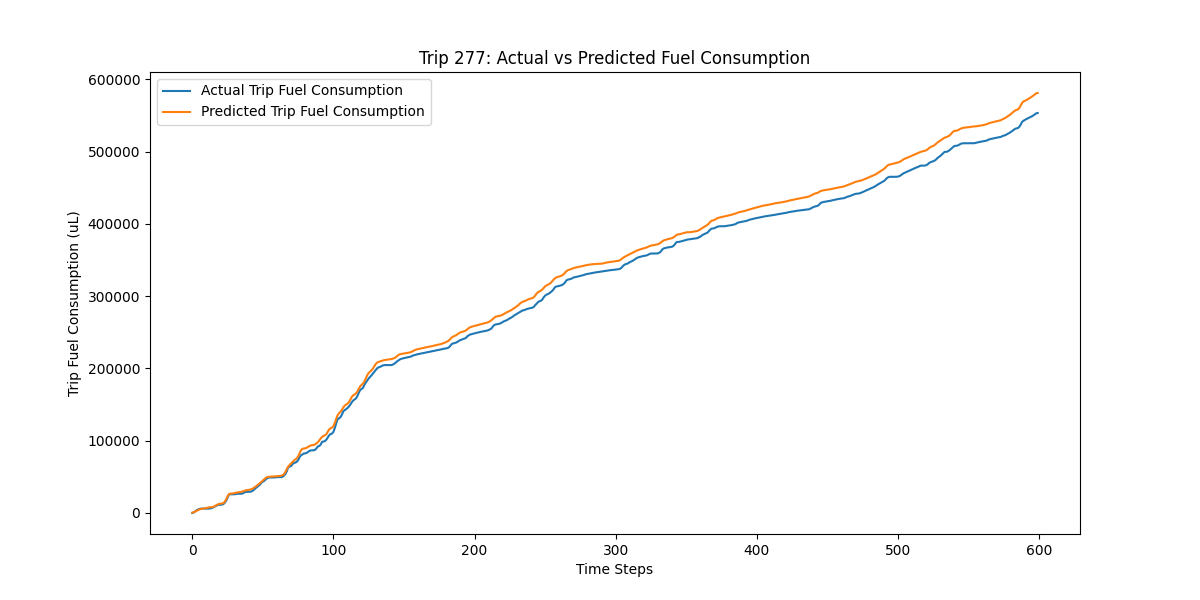 Trip 277: Actual vs Predicted Fuel Consumption
Actual Trip Fuel Consumption
Predicted Trip Fuel Consumption
Trip Fuel Consumption (uL)
600000
500000
400000
300000
200000
100000
0
0 100 200 300 400 500 600
Time Steps